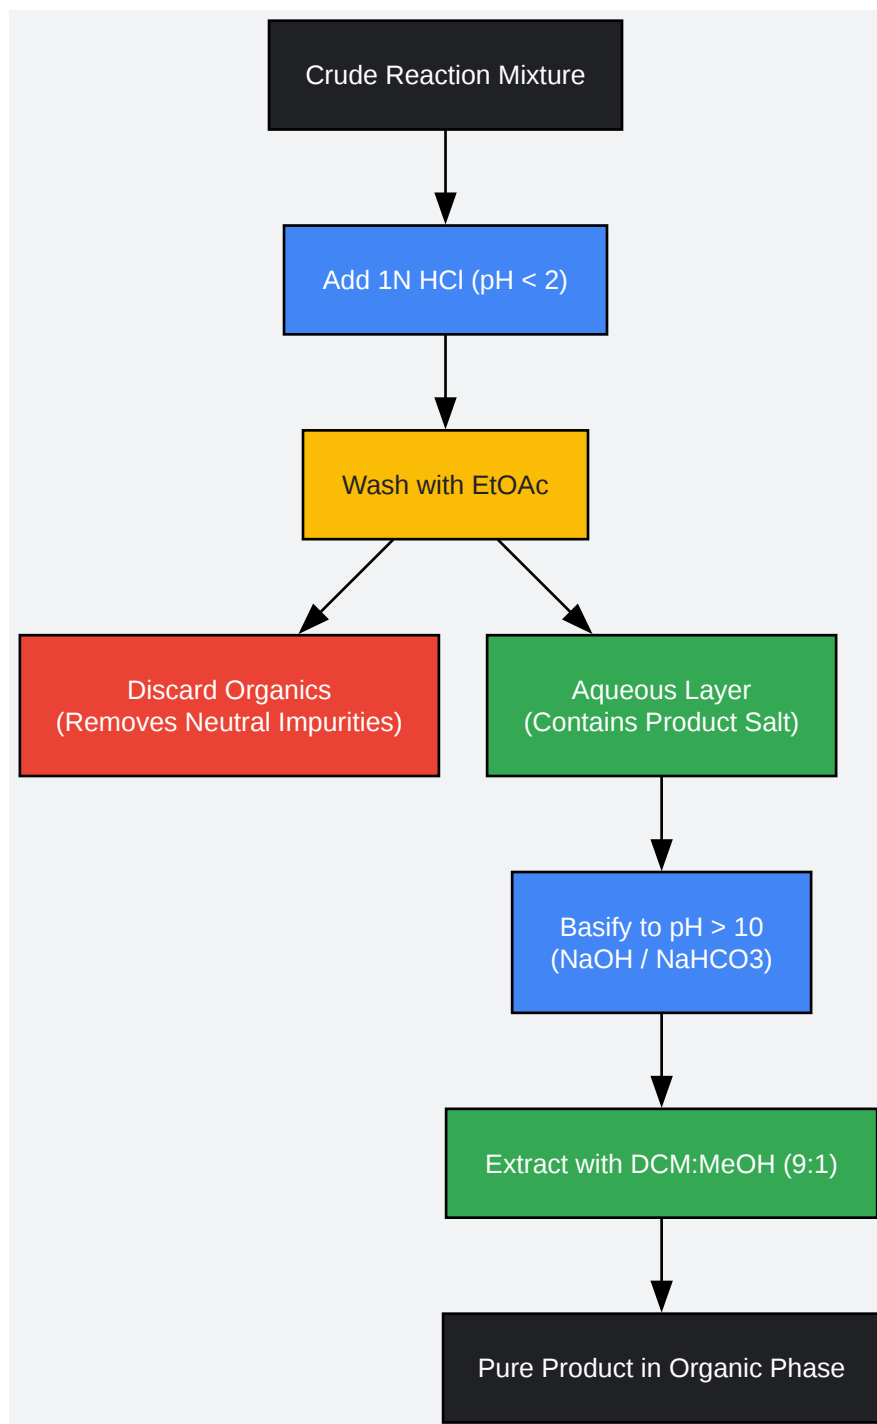 Crude Reaction Mixture
Add 1N HCl (pH < 2)
Wash with EtOAc
Discard Organics
(Removes Neutral Impurities)
Aqueous Layer
(Contains Product Salt)
Basify to pH > 10
(NaOH / NaHCO3)
Extract with DCM:MeOH (9:1)
Pure Product in Organic Phase